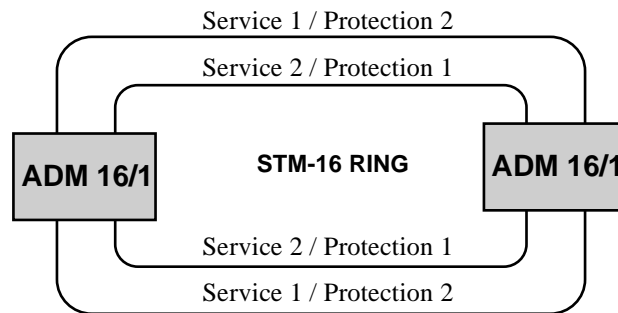 Service 1 / Protection 2
Service 2 / Protection 1
ADM 16/1
STM-16 RING
ADM 16/1
Service 2 / Protection 1
Service 1 / Protection 2